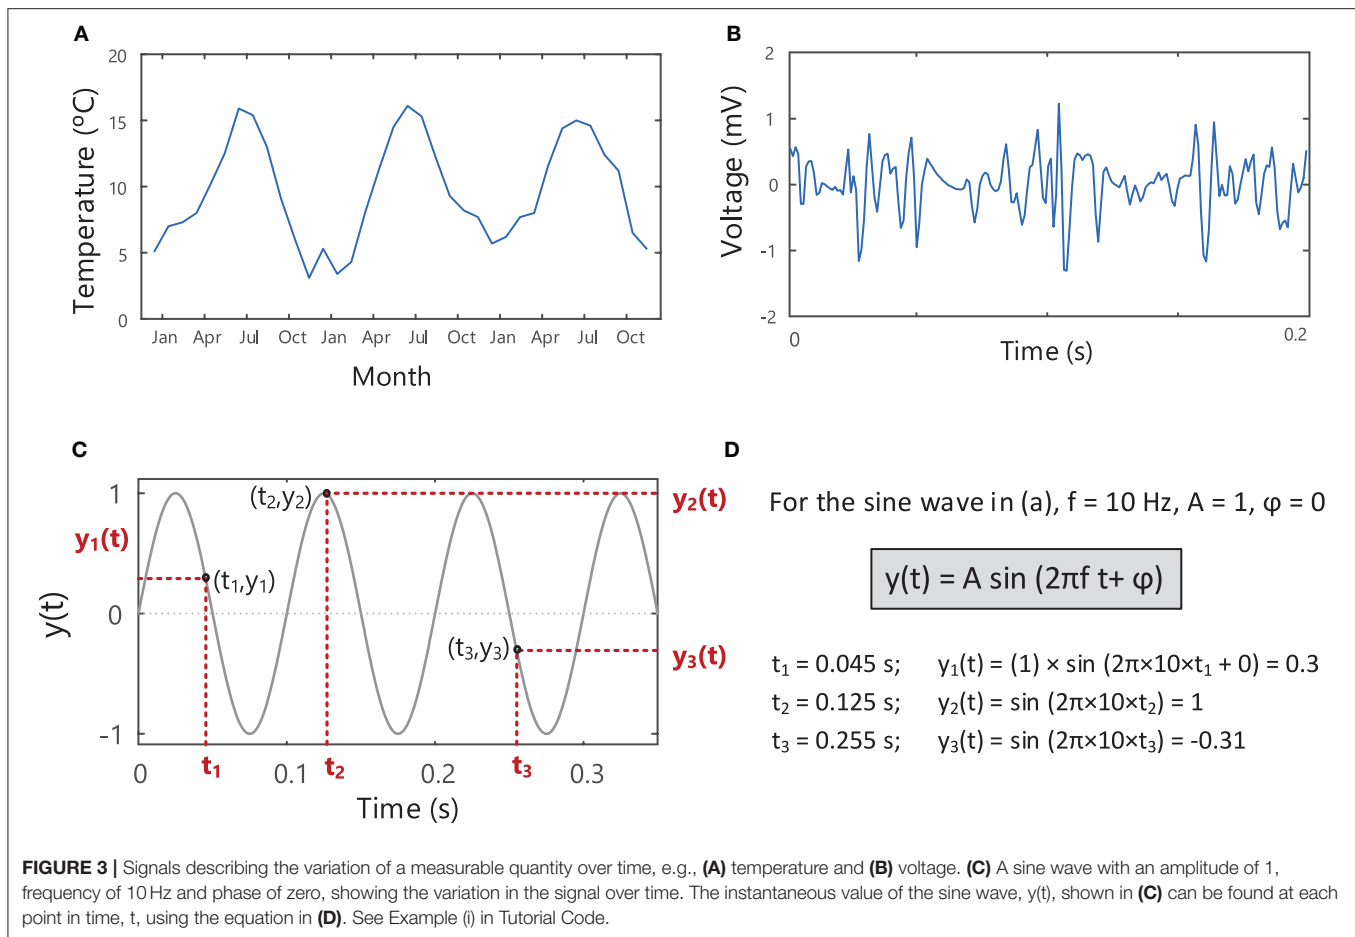 A
20
15
10
5
0
Temperature (ºC)
Jan Apr Jul Oct Jan Apr Jul Oct Jan Apr Jul Oct
Month
B
2
1
0
-1
-2
Voltage (mV)
0 0.2
Time (s)
C
1
0
-1
y(t)
y₁(t)
(t₁,y₁)
(t₂,y₂)
(t₃,y₃)
y₂(t)
y₃(t)
0 t₁ 0.1 t₂ 0.2 t₃ 0.3
Time (s)
D
For the sine wave in (a), f = 10 Hz, A = 1, φ = 0
y(t) = A sin (2πf t+ φ)
t₁ = 0.045 s; y₁(t) = (1) × sin (2π×10×t₁ + 0) = 0.3
t₂ = 0.125 s; y₂(t) = sin (2π×10×t₂) = 1
t₃ = 0.255 s; y₃(t) = sin (2π×10×t₃) = -0.31
FIGURE 3 | Signals describing the variation of a measurable quantity over time, e.g., (A) temperature and (B) voltage. (C) A sine wave with an amplitude of 1,
frequency of 10 Hz and phase of zero, showing the variation in the signal over time. The instantaneous value of the sine wave, y(t), shown in (C) can be found at each
point in time, t, using the equation in (D). See Example (i) in Tutorial Code.